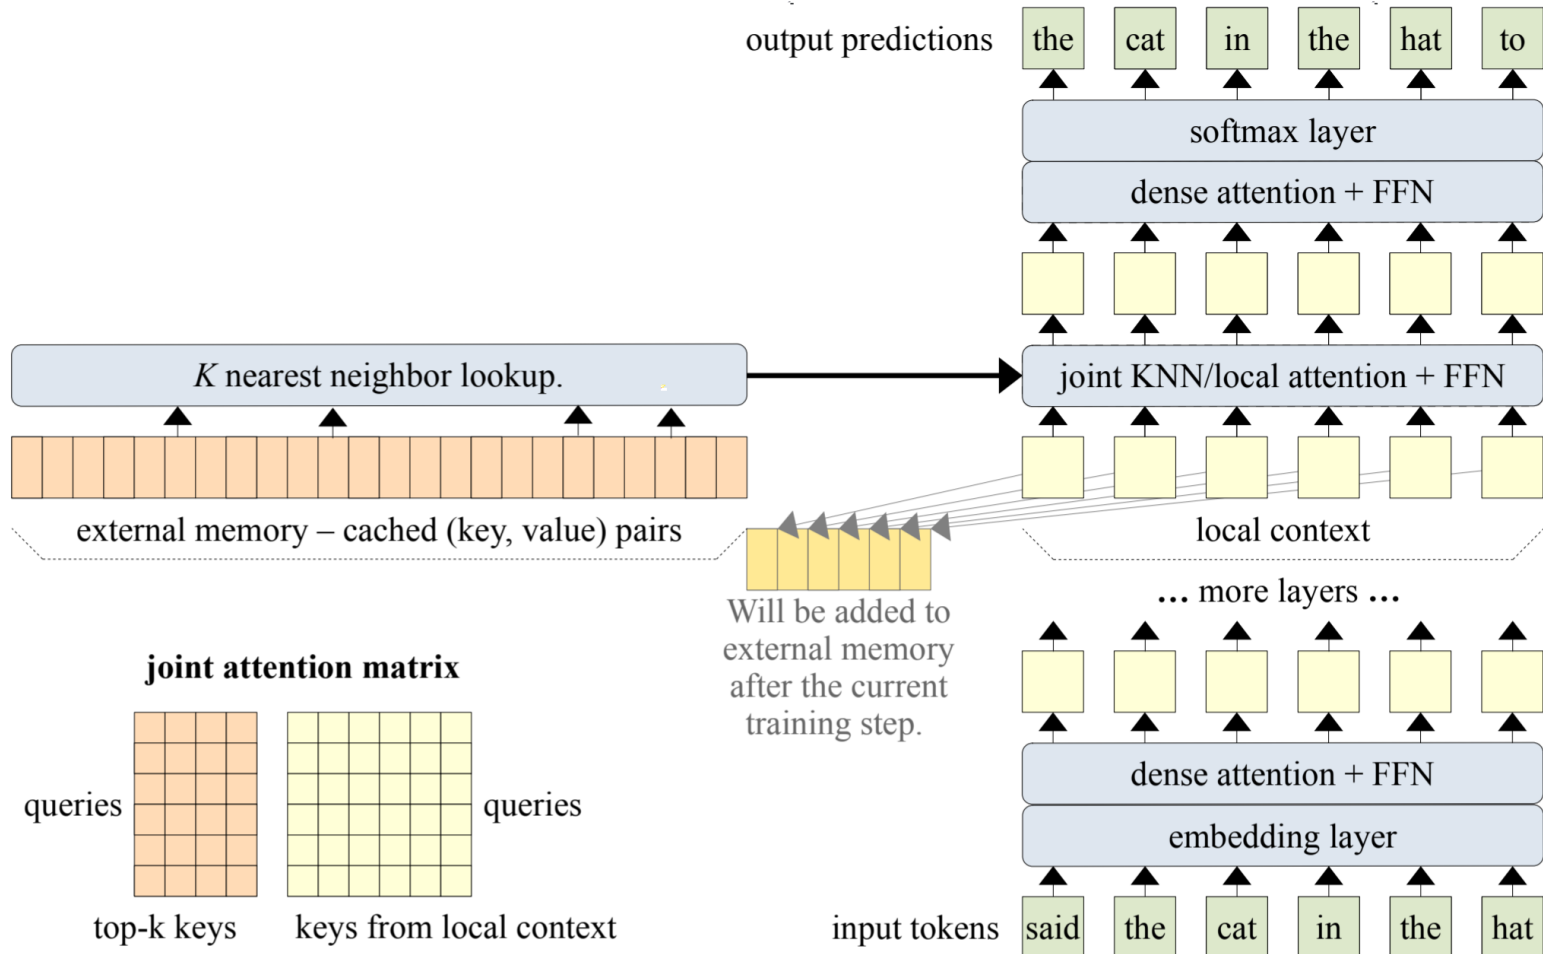 output predictions
the cat in the hat to
softmax layer
dense attention + FFN
K nearest neighbor lookup.
joint KNN/local attention + FFN
external memory – cached (key, value) pairs
local context
Will be added to
external memory
after the current
training step.
... more layers ...
joint attention matrix
queries
queries
top-k keys
keys from local context
dense attention + FFN
embedding layer
input tokens
said the cat in the hat